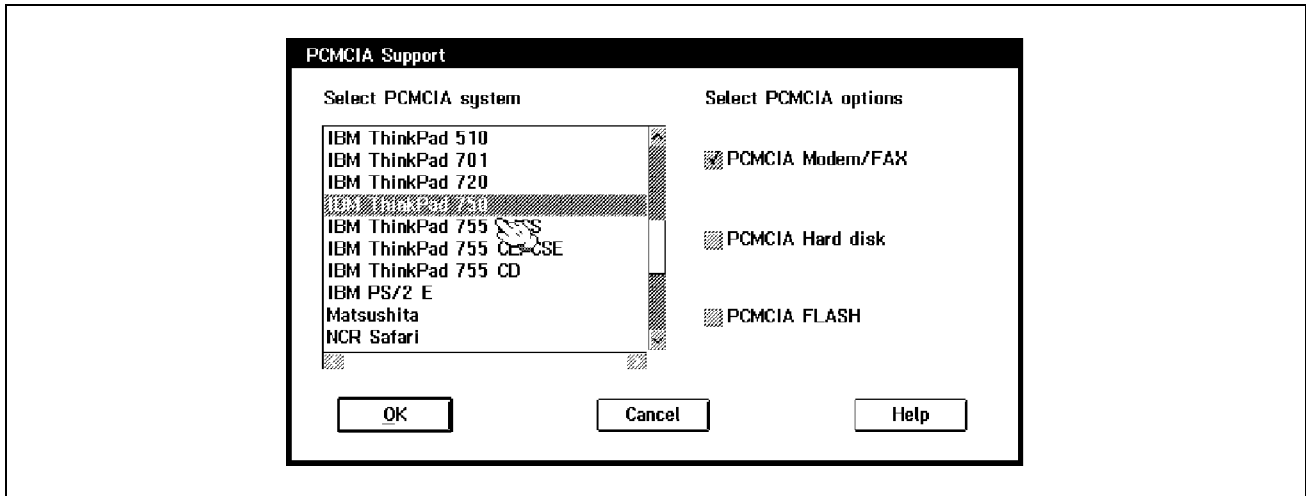 PCMCIA Support
Select PCMCIA system
IBM ThinkPad 510
IBM ThinkPad 701
IBM ThinkPad 720
IBM ThinkPad 750
IBM ThinkPad 755
IBM ThinkPad 755
IBM ThinkPad 755 CD
IBM PS/2 E
Matsushita
NCR Safari
Select PCMCIA options
PCMCIA Modem/FAX
PCMCIA Hard disk
PCMCIA FLASH
OK
Cancel
Help